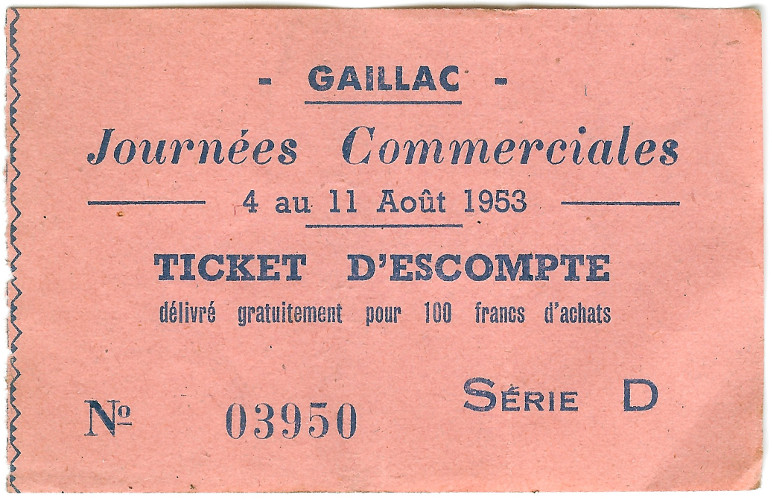 - GAILLAC -
Journées Commerciales
4 au 11 Août 1953
TICKET D'ESCOMPTE
délivré gratuitement pour 100 francs d'achats
Nº 03950 SÉRIE D